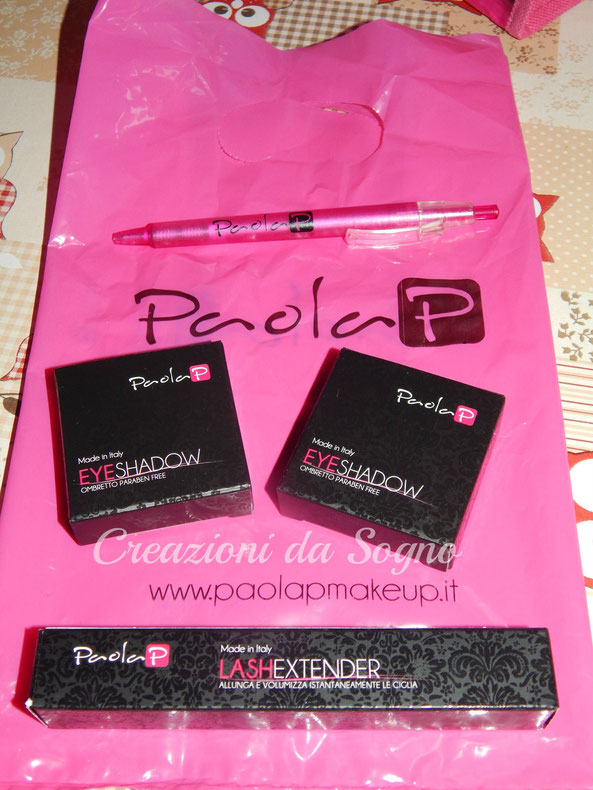 PaolaP
PaolaP
PaolaP
Made in Italy
EYESHADOW
OMBRETTO PARABEN FREE
PaolaP
Made in Italy
EYESHADOW
OMBRETTO PARABEN FREE
Creazioni da Sogno
www.paolapmakeup.it
PaolaP
Made in Italy
LASHEXTENDER
ALLUNGA E VOLUMIZZA ISTANTANEAMENTE LE CIGLIA